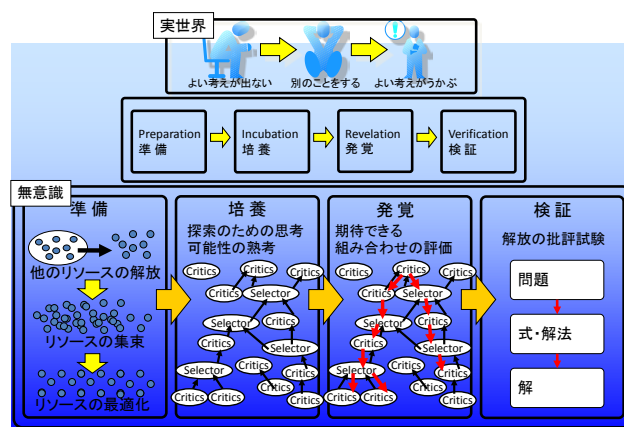 実世界
!
よい考えが出ない
別のことをする
よい考えがうかぶ
Preparation
準備
Incubation
培養
Revelation
発覚
Verification
検証
無意識
準 備
他のリソースの解放
リソースの集束
リソースの最適化
培 養
探索のための思考
可能性の熟考
Critics
Critics
Critics
Critics
Selector
Selector
Critics
Critics
Selector
Selector
Critics
Critics
Critics
Critics
Critics
Critics
発 覚
期待できる
組み合わせの評価
Critics
Critics
Critics
Critics
Selector
Selector
Critics
Critics
Selector
Selector
Critics
Critics
Critics
Critics
Critics
Critics
検 証
解放の批評試験
問題
式・解法
解